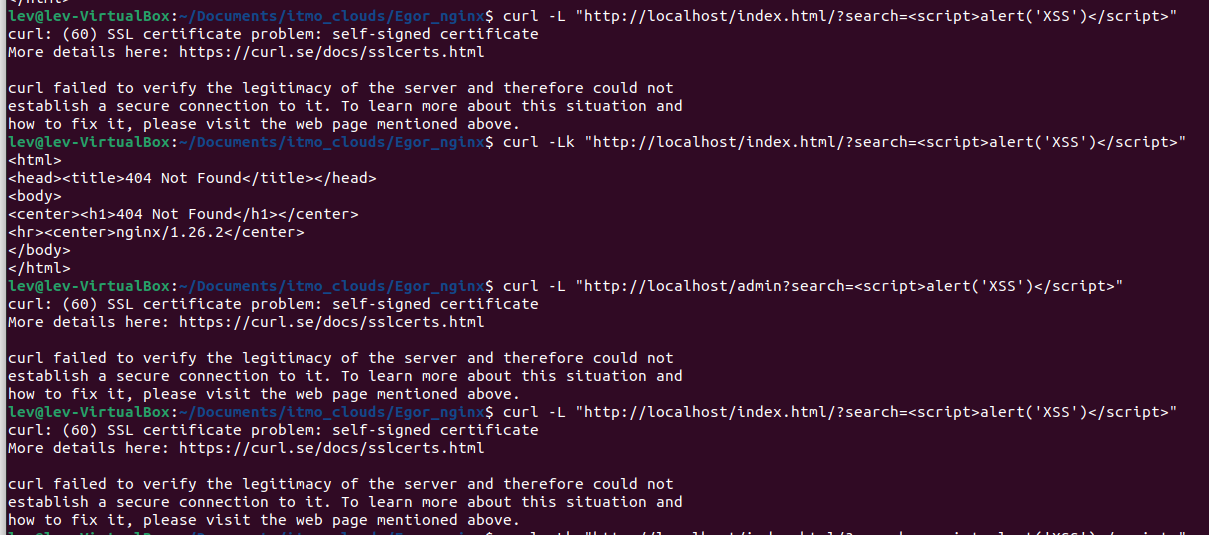 </html>
lev@lev-VirtualBox:~/Documents/itmo_clouds/Egor_nginx$ curl -L "http://localhost/index.html/?search=<script>alert('XSS')</script>"
curl: (60) SSL certificate problem: self-signed certificate
More details here: https://curl.se/docs/sslcerts.html

curl failed to verify the legitimacy of the server and therefore could not
establish a secure connection to it. To learn more about this situation and
how to fix it, please visit the web page mentioned above.
lev@lev-VirtualBox:~/Documents/itmo_clouds/Egor_nginx$ curl -Lk "http://localhost/index.html/?search=<script>alert('XSS')</script>"
<html>
<head><title>404 Not Found</title></head>
<body>
<center><h1>404 Not Found</h1></center>
<hr><center>nginx/1.26.2</center>
</body>
</html>
lev@lev-VirtualBox:~/Documents/itmo_clouds/Egor_nginx$ curl -L "http://localhost/admin?search=<script>alert('XSS')</script>"
curl: (60) SSL certificate problem: self-signed certificate
More details here: https://curl.se/docs/sslcerts.html

curl failed to verify the legitimacy of the server and therefore could not
establish a secure connection to it. To learn more about this situation and
how to fix it, please visit the web page mentioned above.
lev@lev-VirtualBox:~/Documents/itmo_clouds/Egor_nginx$ curl -L "http://localhost/index.html/?search=<script>alert('XSS')</script>"
curl: (60) SSL certificate problem: self-signed certificate
More details here: https://curl.se/docs/sslcerts.html

curl failed to verify the legitimacy of the server and therefore could not
establish a secure connection to it. To learn more about this situation and
how to fix it, please visit the web page mentioned above.